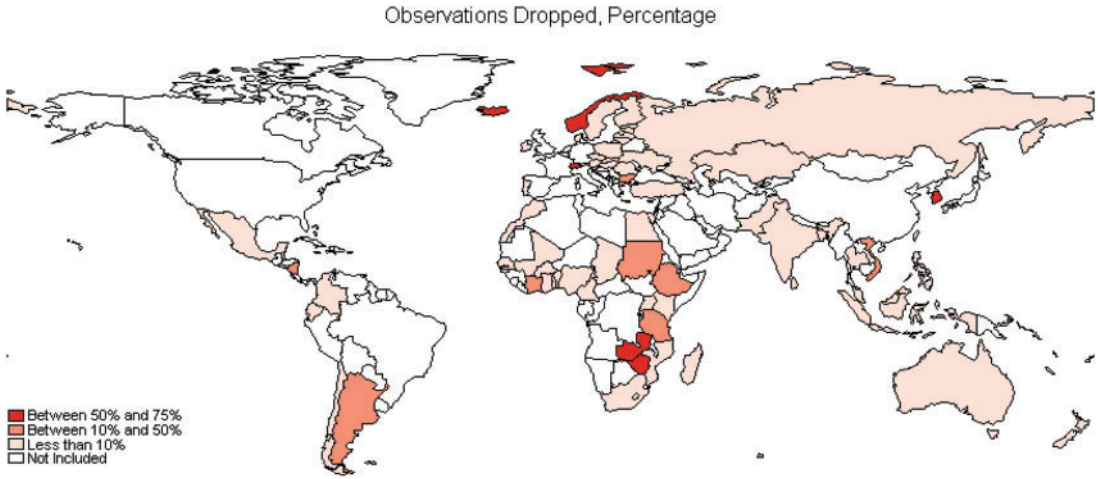 Observations Dropped, Percentage
Between 50% and 75%
Between 10% and 50%
Less than 10%
Not Included